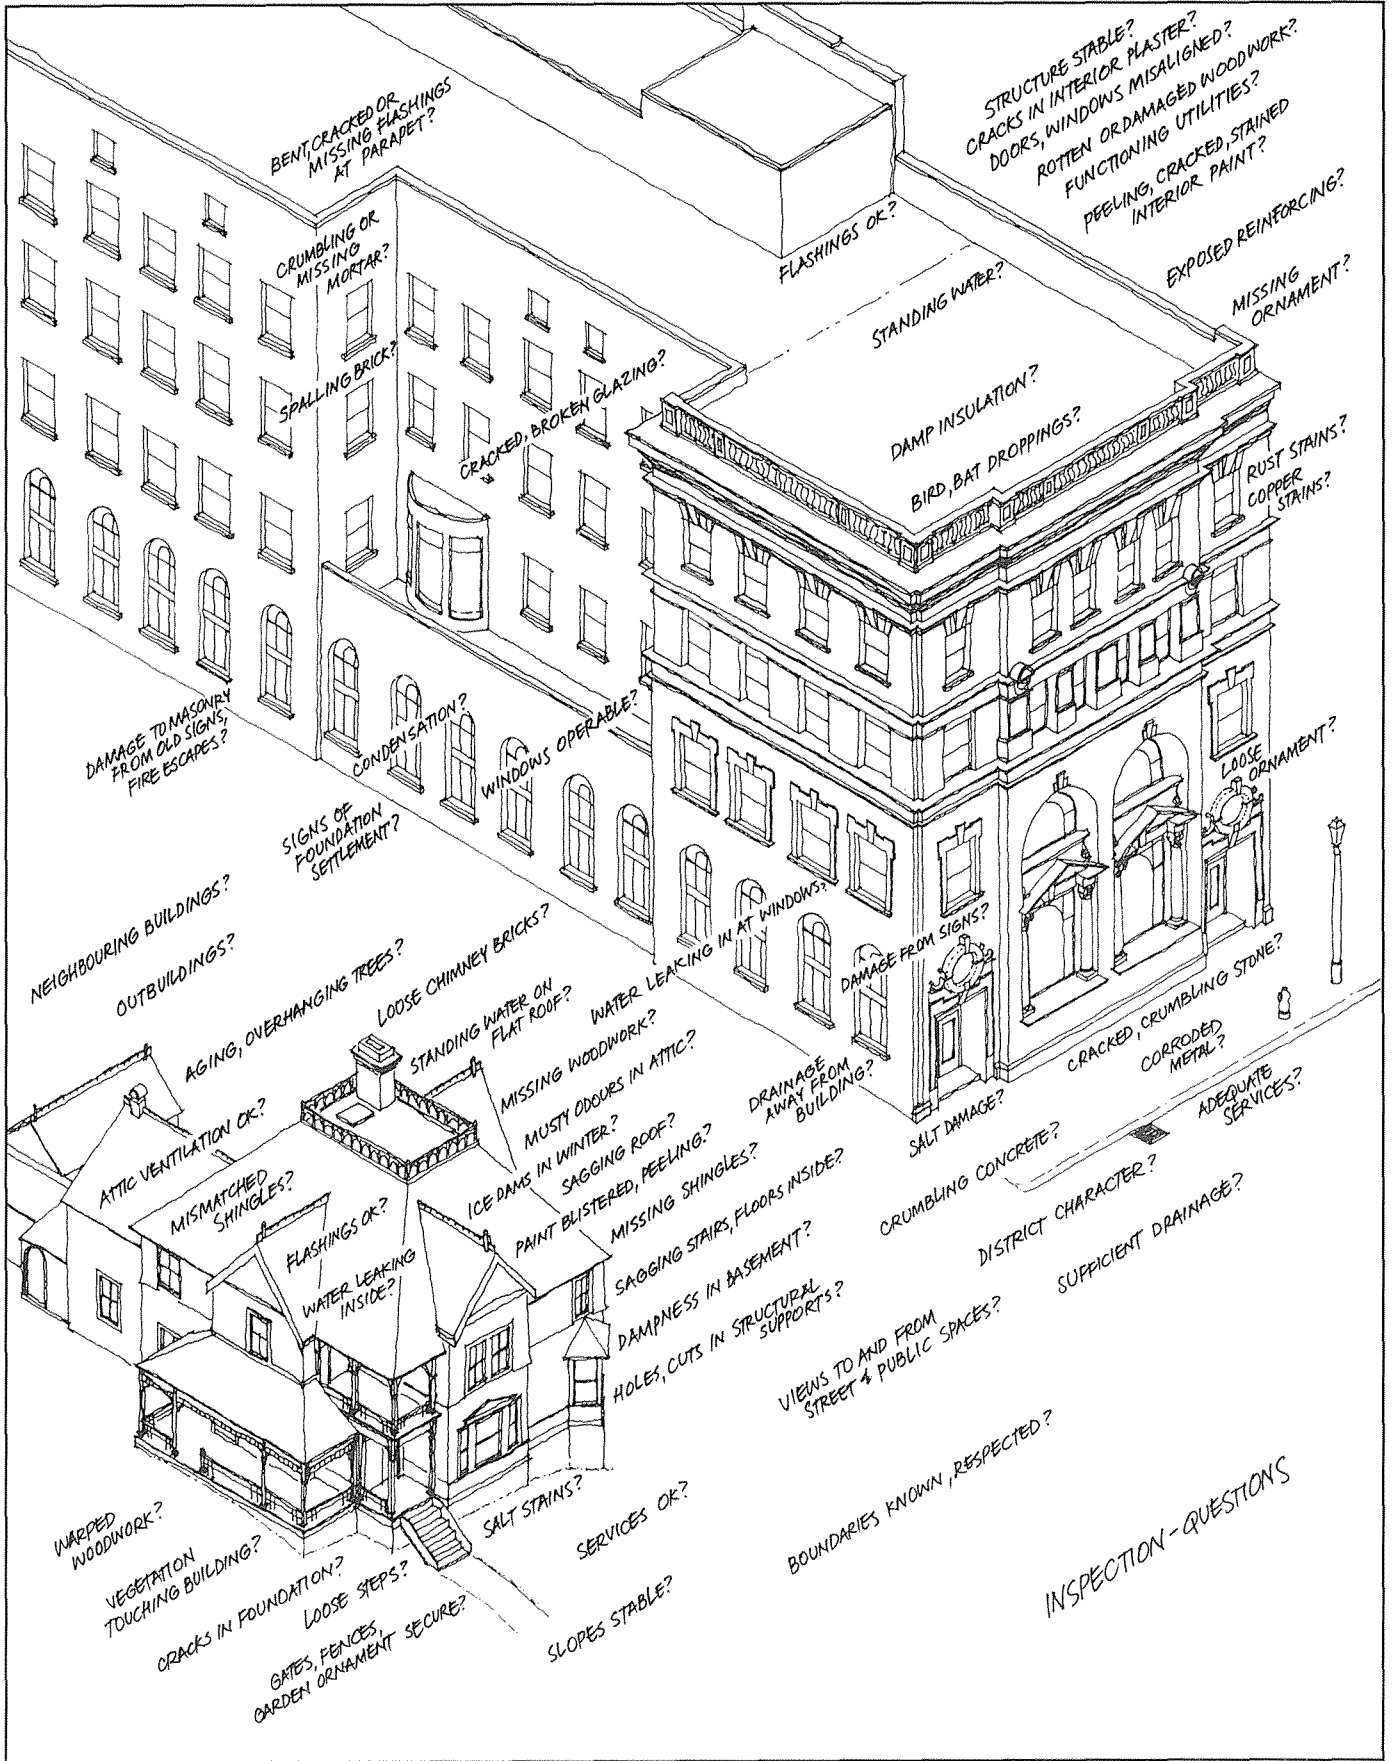 STRUCTURE STABLE?
CRACKS IN INTERIOR PLASTER?
DOORS, WINDOWS MISALIGNED?
ROTTEN OR DAMAGED WOODWORK?
FUNCTIONING UTILITIES?
PEELING, CRACKED, STAINED
INTERIOR PAINT?
BENT, CRACKED OR
MISSING FLASHINGS
AT PARAPET?
CRUMBLING OR
MISSING
MORTAR?
FLASHINGS OK?
EXPOSED REINFORCING?
MISSING
ORNAMENT?
STANDING WATER?
SPALLING BRICK?
CRACKED, BROKEN GLAZING?
DAMP INSULATION?
BIRD, BAT DROPPINGS?
RUST STAINS?
COPPER
STAINS?
DAMAGE TO MASONRY
FROM OLD SIGNS,
FIRE ESCAPES?
CONDENSATION?
WINDOWS OPERABLE?
LOOSE
ORNAMENT?
SIGNS OF
FOUNDATION
SETTLEMENT?
NEIGHBOURING BUILDINGS?
OUTBUILDINGS?
AGING, OVERHANGING TREES?
LOOSE CHIMNEY BRICKS?
STANDING WATER ON
FLAT ROOF?
WATER LEAKING IN AT WINDOWS?
DAMAGE FROM SIGNS?
CRACKED, CRUMBLING STONE?
CORRODED
METAL?
ADEQUATE
SERVICES?
MISSING WOODWORK?
MUSTY ODOURS IN ATTIC?
DRAINAGE
AWAY FROM
BUILDING?
SALT DAMAGE?
ATTIC VENTILATION OK?
MISMATCHED
SHINGLES?
ICE DAMS IN WINTER?
SAGGING ROOF?
PAINT BLISTERED, PEELING?
MISSING SHINGLES?
CRUMBLING CONCRETE?
DISTRICT CHARACTER?
SUFFICIENT DRAINAGE?
FLASHINGS OK?
WATER LEAKING
INSIDE?
SAGGING STAIRS, FLOORS INSIDE?
DAMPNESS IN BASEMENT?
HOLES, CUTS IN STRUCTURAL
SUPPORTS?
VIEWS TO AND FROM
STREET & PUBLIC SPACES?
BOUNDARIES KNOWN, RESPECTED?
WARPED
WOODWORK?
VEGETATION
TOUCHING BUILDING?
CRACKS IN FOUNDATION?
LOOSE STEPS?
SALT STAINS?
SERVICES OK?
GATES, FENCES,
GARDEN ORNAMENT SECURE?
SLOPES STABLE?
INSPECTION - QUESTIONS